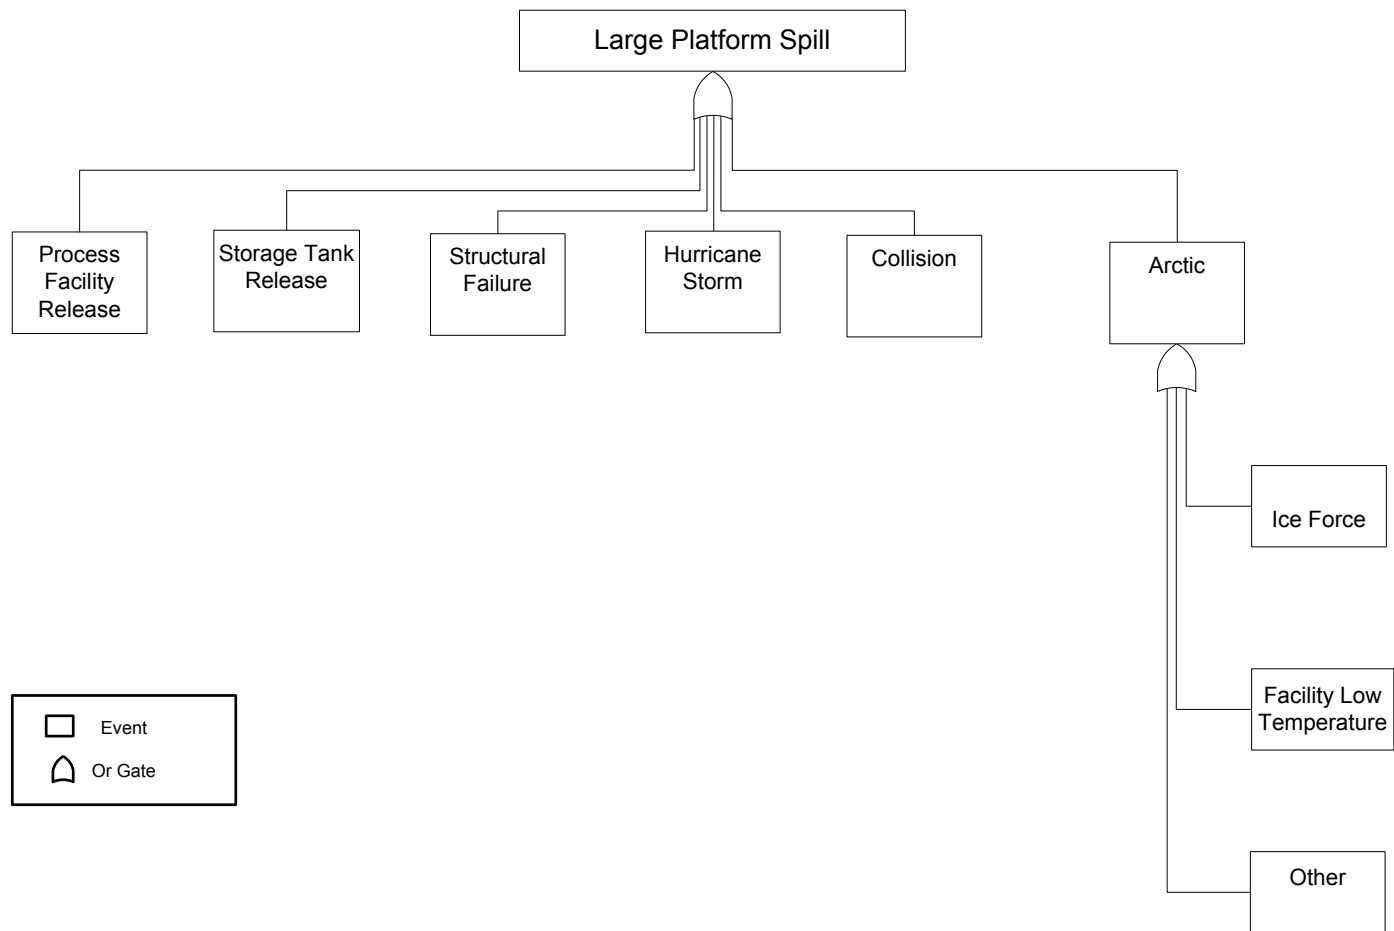 Large Platform Spill
Process
Facility
Release
Storage Tank
Release
Structural
Failure
Hurricane
Storm
Collision
Arctic
Ice Force
Facility Low
Temperature
Other
Event
Or Gate